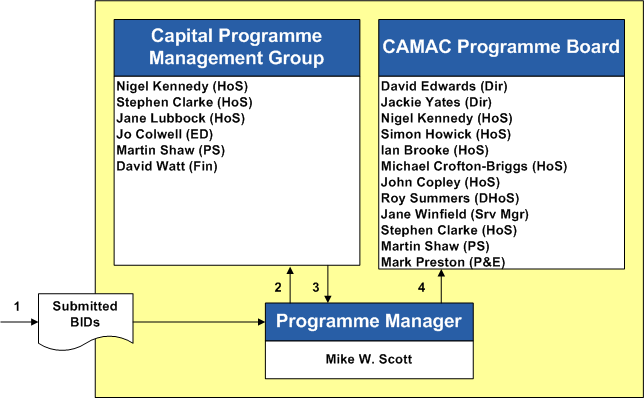 Capital Programme
Management Group
Nigel Kennedy (HoS)
Stephen Clarke (HoS)
Jane Lubbock (HoS)
Jo Colwell (ED)
Martin Shaw (PS)
David Watt (Fin)
CAMAC Programme Board
David Edwards (Dir)
Jackie Yates (Dir)
Nigel Kennedy (HoS)
Simon Howick (HoS)
Ian Brooke (HoS)
Michael Crofton-Briggs (HoS)
John Copley (HoS)
Roy Summers (DHoS)
Jane Winfield (Srv Mgr)
Stephen Clarke (HoS)
Martin Shaw (PS)
Mark Preston (P&E)
1
Submitted
BIDs
2
3
4
Programme Manager
Mike W. Scott